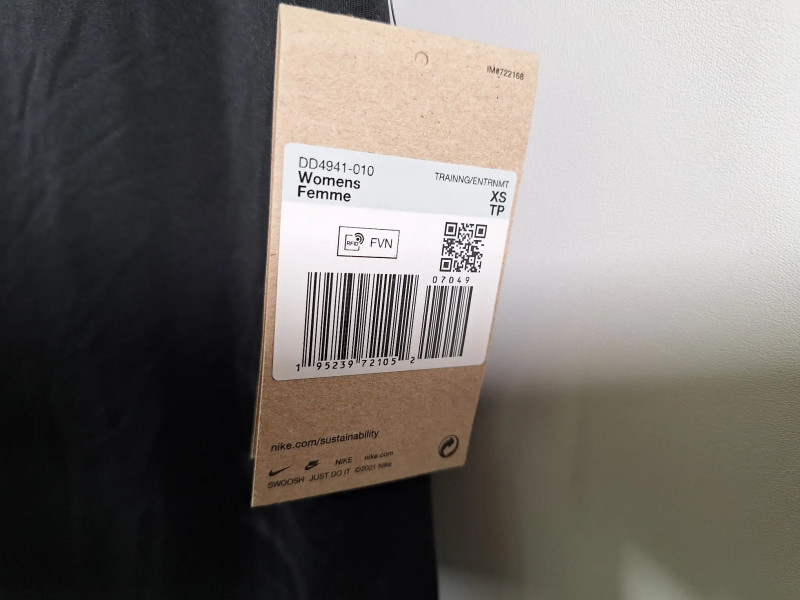 IM#722168
DD4941-010
TRAINNG/ENTRNMT
Womens
XS
Femme
TP
RFID FVN
07049
1 95239 72105 2
nike.com/sustainability
NIKE nike.com
SWOOSH JUST DO IT ©2021 Nike